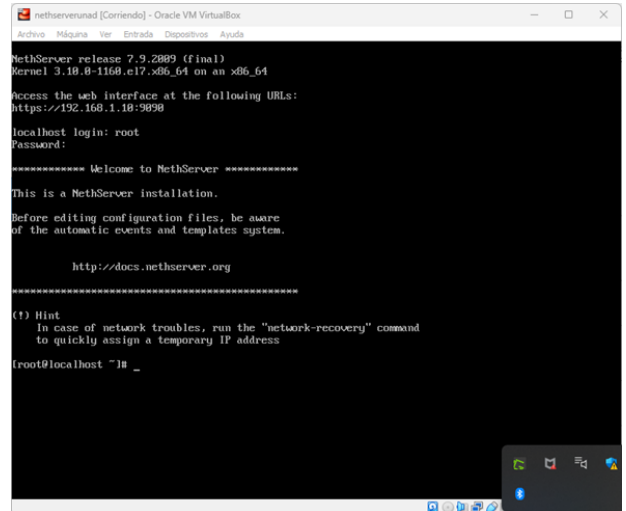 nethserverunad [Corriendo] - Oracle VM VirtualBox
Archivo Máquina Ver Entrada Dispositivos Ayuda
NethServer release 7.9.2009 (final)
Kernel 3.10.0-1160.el7.x86_64 on an x86_64
Access the web interface at the following URLs:
https://192.168.1.10:9090
localhost login: root
Password:
************ Welcome to NethServer ************
This is a NethServer installation.
Before editing configuration files, be aware
of the automatic events and templates system.
http://docs.nethserver.org
***********************************************
(!) Hint
In case of network troubles, run the "network-recovery" command
to quickly assign a temporary IP address
[root@localhost ~]# _